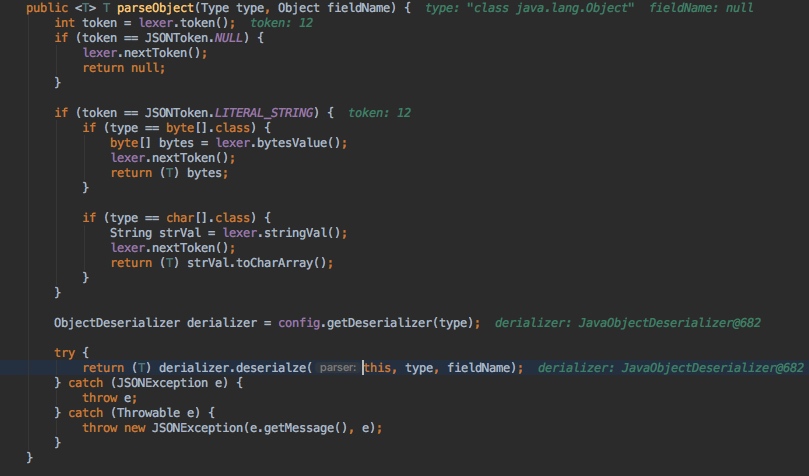 public <T> T parseObject(Type type, Object fieldName) {  type: "class java.lang.Object"  fieldName: null
    int token = lexer.token();  token: 12
    if (token == JSONToken.NULL) {
        lexer.nextToken();
        return null;
    }

    if (token == JSONToken.LITERAL_STRING) {  token: 12
        if (type == byte[].class) {
            byte[] bytes = lexer.bytesValue();
            lexer.nextToken();
            return (T) bytes;
        }

        if (type == char[].class) {
            String strVal = lexer.stringVal();
            lexer.nextToken();
            return (T) strVal.toCharArray();
        }
    }

    ObjectDeserializer derializer = config.getDeserializer(type);  derializer: JavaObjectDeserializer@682

    try {
        return (T) derializer.deserialze( parser: this, type, fieldName);  derializer: JavaObjectDeserializer@682
    } catch (JSONException e) {
        throw e;
    } catch (Throwable e) {
        throw new JSONException(e.getMessage(), e);
    }
}